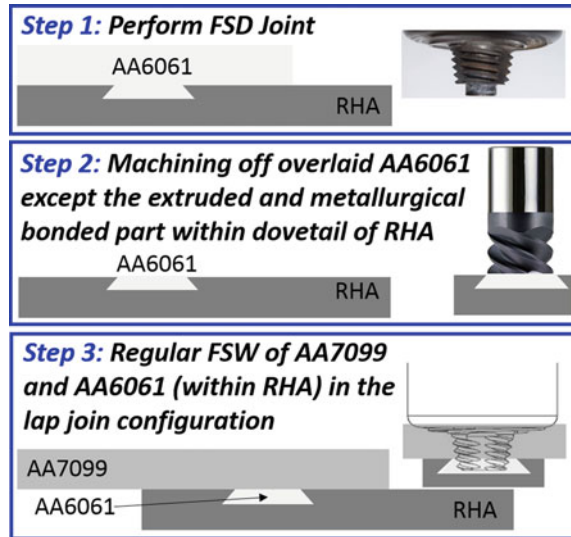 Step 1: Perform FSD Joint
AA6061
RHA
Step 2: Machining off overlaid AA6061
except the extruded and metallurgical
bonded part within dovetail of RHA
AA6061
RHA
Step 3: Regular FSW of AA7099
and AA6061 (within RHA) in the
lap join configuration
AA7099
AA6061
RHA